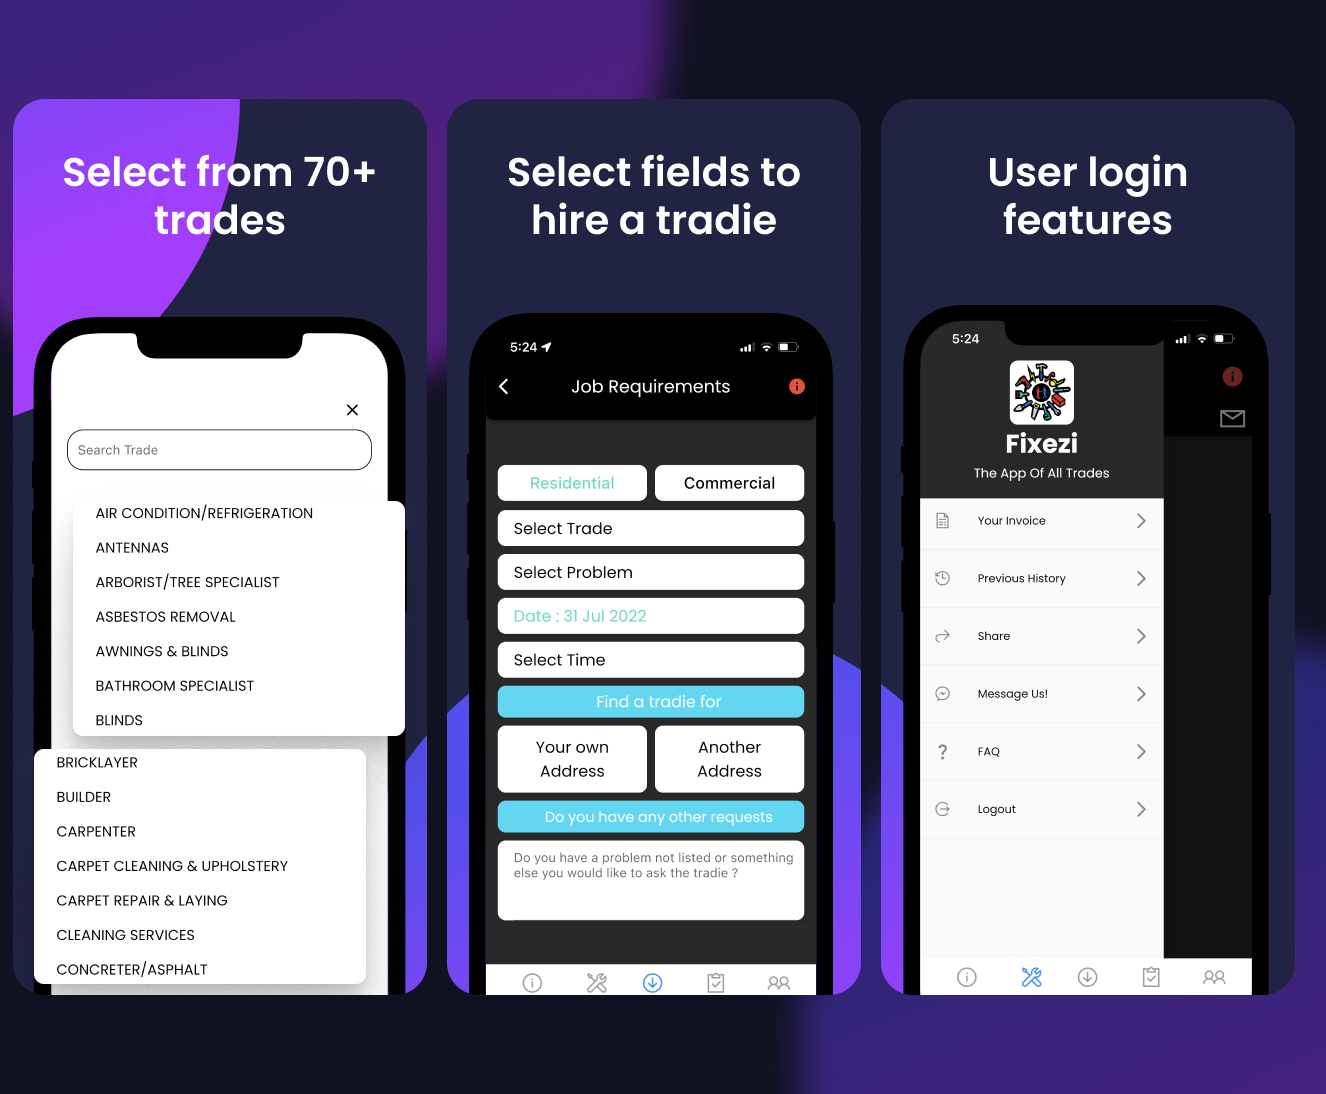 Select from 70+
trades
Search Trade
AIR CONDITION/REFRIGERATION
ANTENNAS
ARBORIST/TREE SPECIALIST
ASBESTOS REMOVAL
AWNINGS & BLINDS
BATHROOM SPECIALIST
BLINDS
BRICKLAYER
BUILDER
CARPENTER
CARPET CLEANING & UPHOLSTERY
CARPET REPAIR & LAYING
CLEANING SERVICES
CONCRETER/ASPHALT
Select fields to
hire a tradie
5:24
Job Requirements
Residential
Commercial
Select Trade
Select Problem
Date : 31 Jul 2022
Select Time
Find a tradie for
Your own
Address
Another
Address
Do you have any other requests
Do you have a problem not listed or something
else you would like to ask the tradie ?
User login
features
5:24
Fixezi
The App Of All Trades
Your Invoice
Previous History
Share
Message Us!
FAQ
Logout